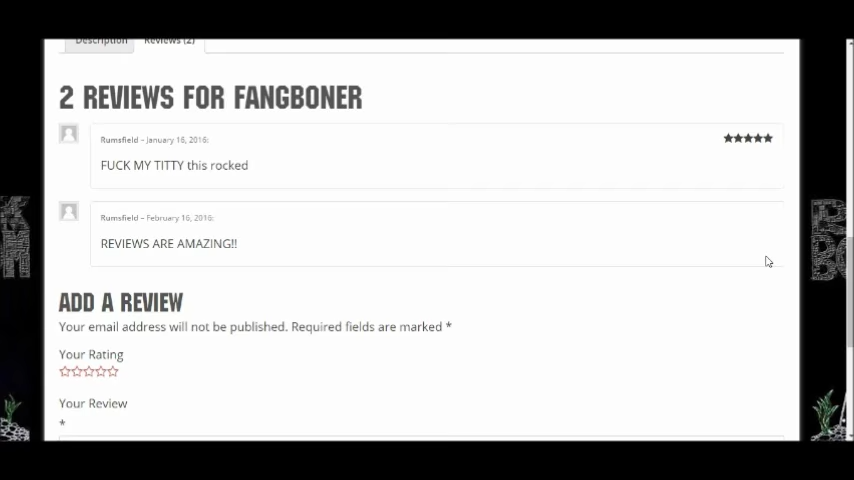 Description Reviews (2)
2 REVIEWS FOR FANGBONER
Rumsfield – January 16, 2016:
FUCK MY TITTY this rocked
Rumsfield – February 16, 2016:
REVIEWS ARE AMAZING!!
ADD A REVIEW
Your email address will not be published. Required fields are marked *
Your Rating
Your Review
*